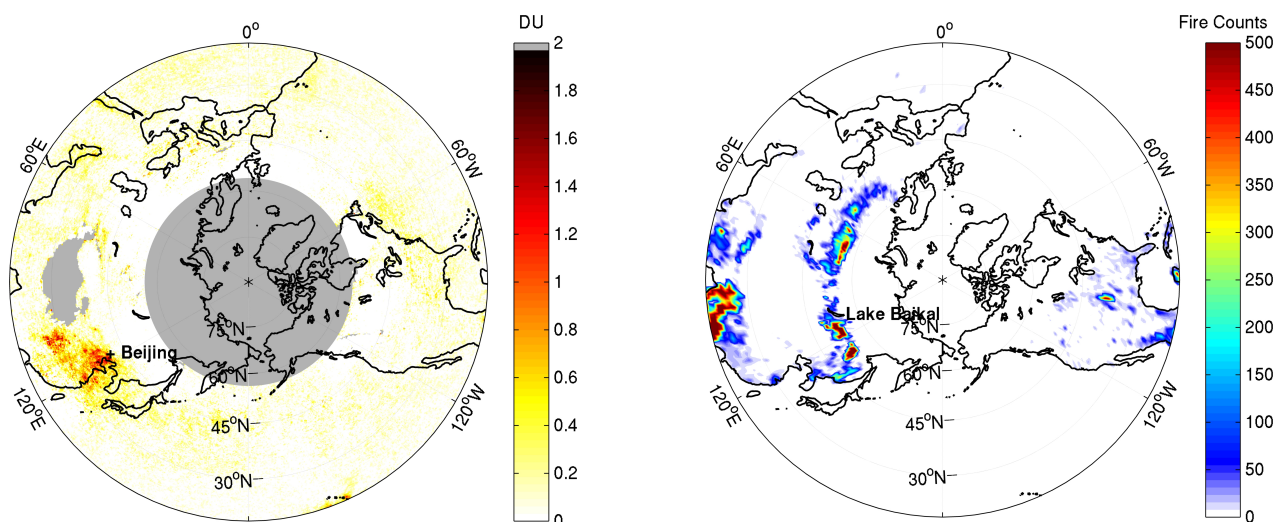 DU
0°
60°E
60°W
120°E
120°W
75°N
60°N
45°N
30°N
+ Beijing
2
1.8
1.6
1.4
1.2
1
0.8
0.6
0.4
0.2
0
Fire Counts
0°
60°E
60°W
120°E
120°W
Lake Baikal
75°N
60°N
45°N
30°N
500
450
400
350
300
250
200
150
100
50
0